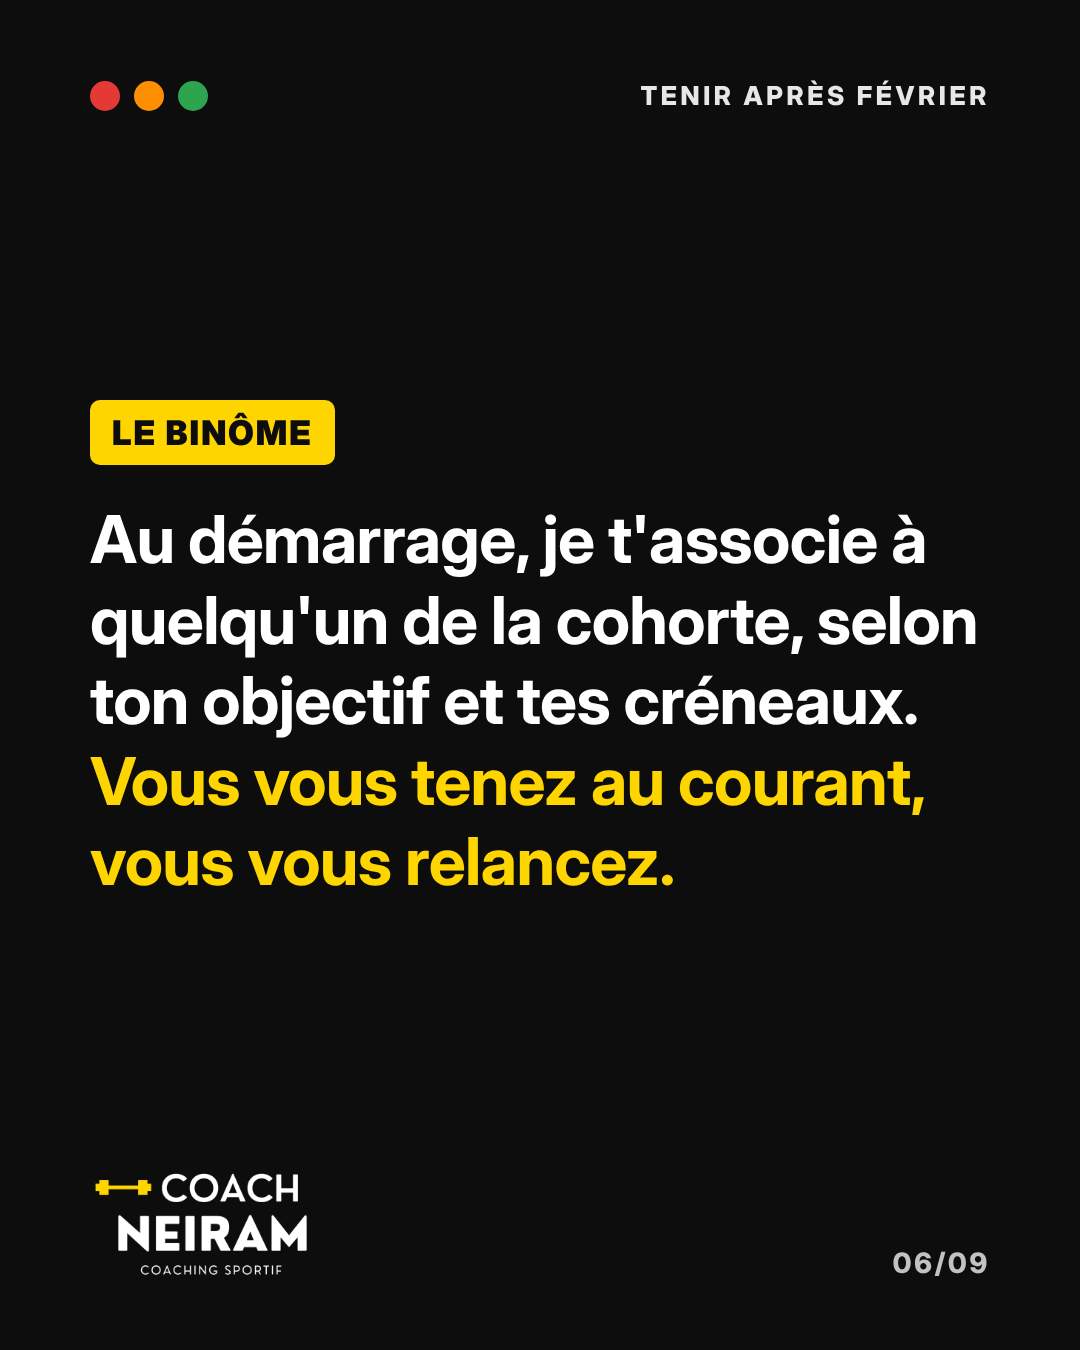 TENIR APRÈS FÉVRIER
LE BINÔME
Au démarrage, je t'associe à
quelqu'un de la cohorte, selon
ton objectif et tes créneaux.
Vous vous tenez au courant,
vous vous relancez.
COACH
NEIRAM
COACHING SPORTIF
06/09